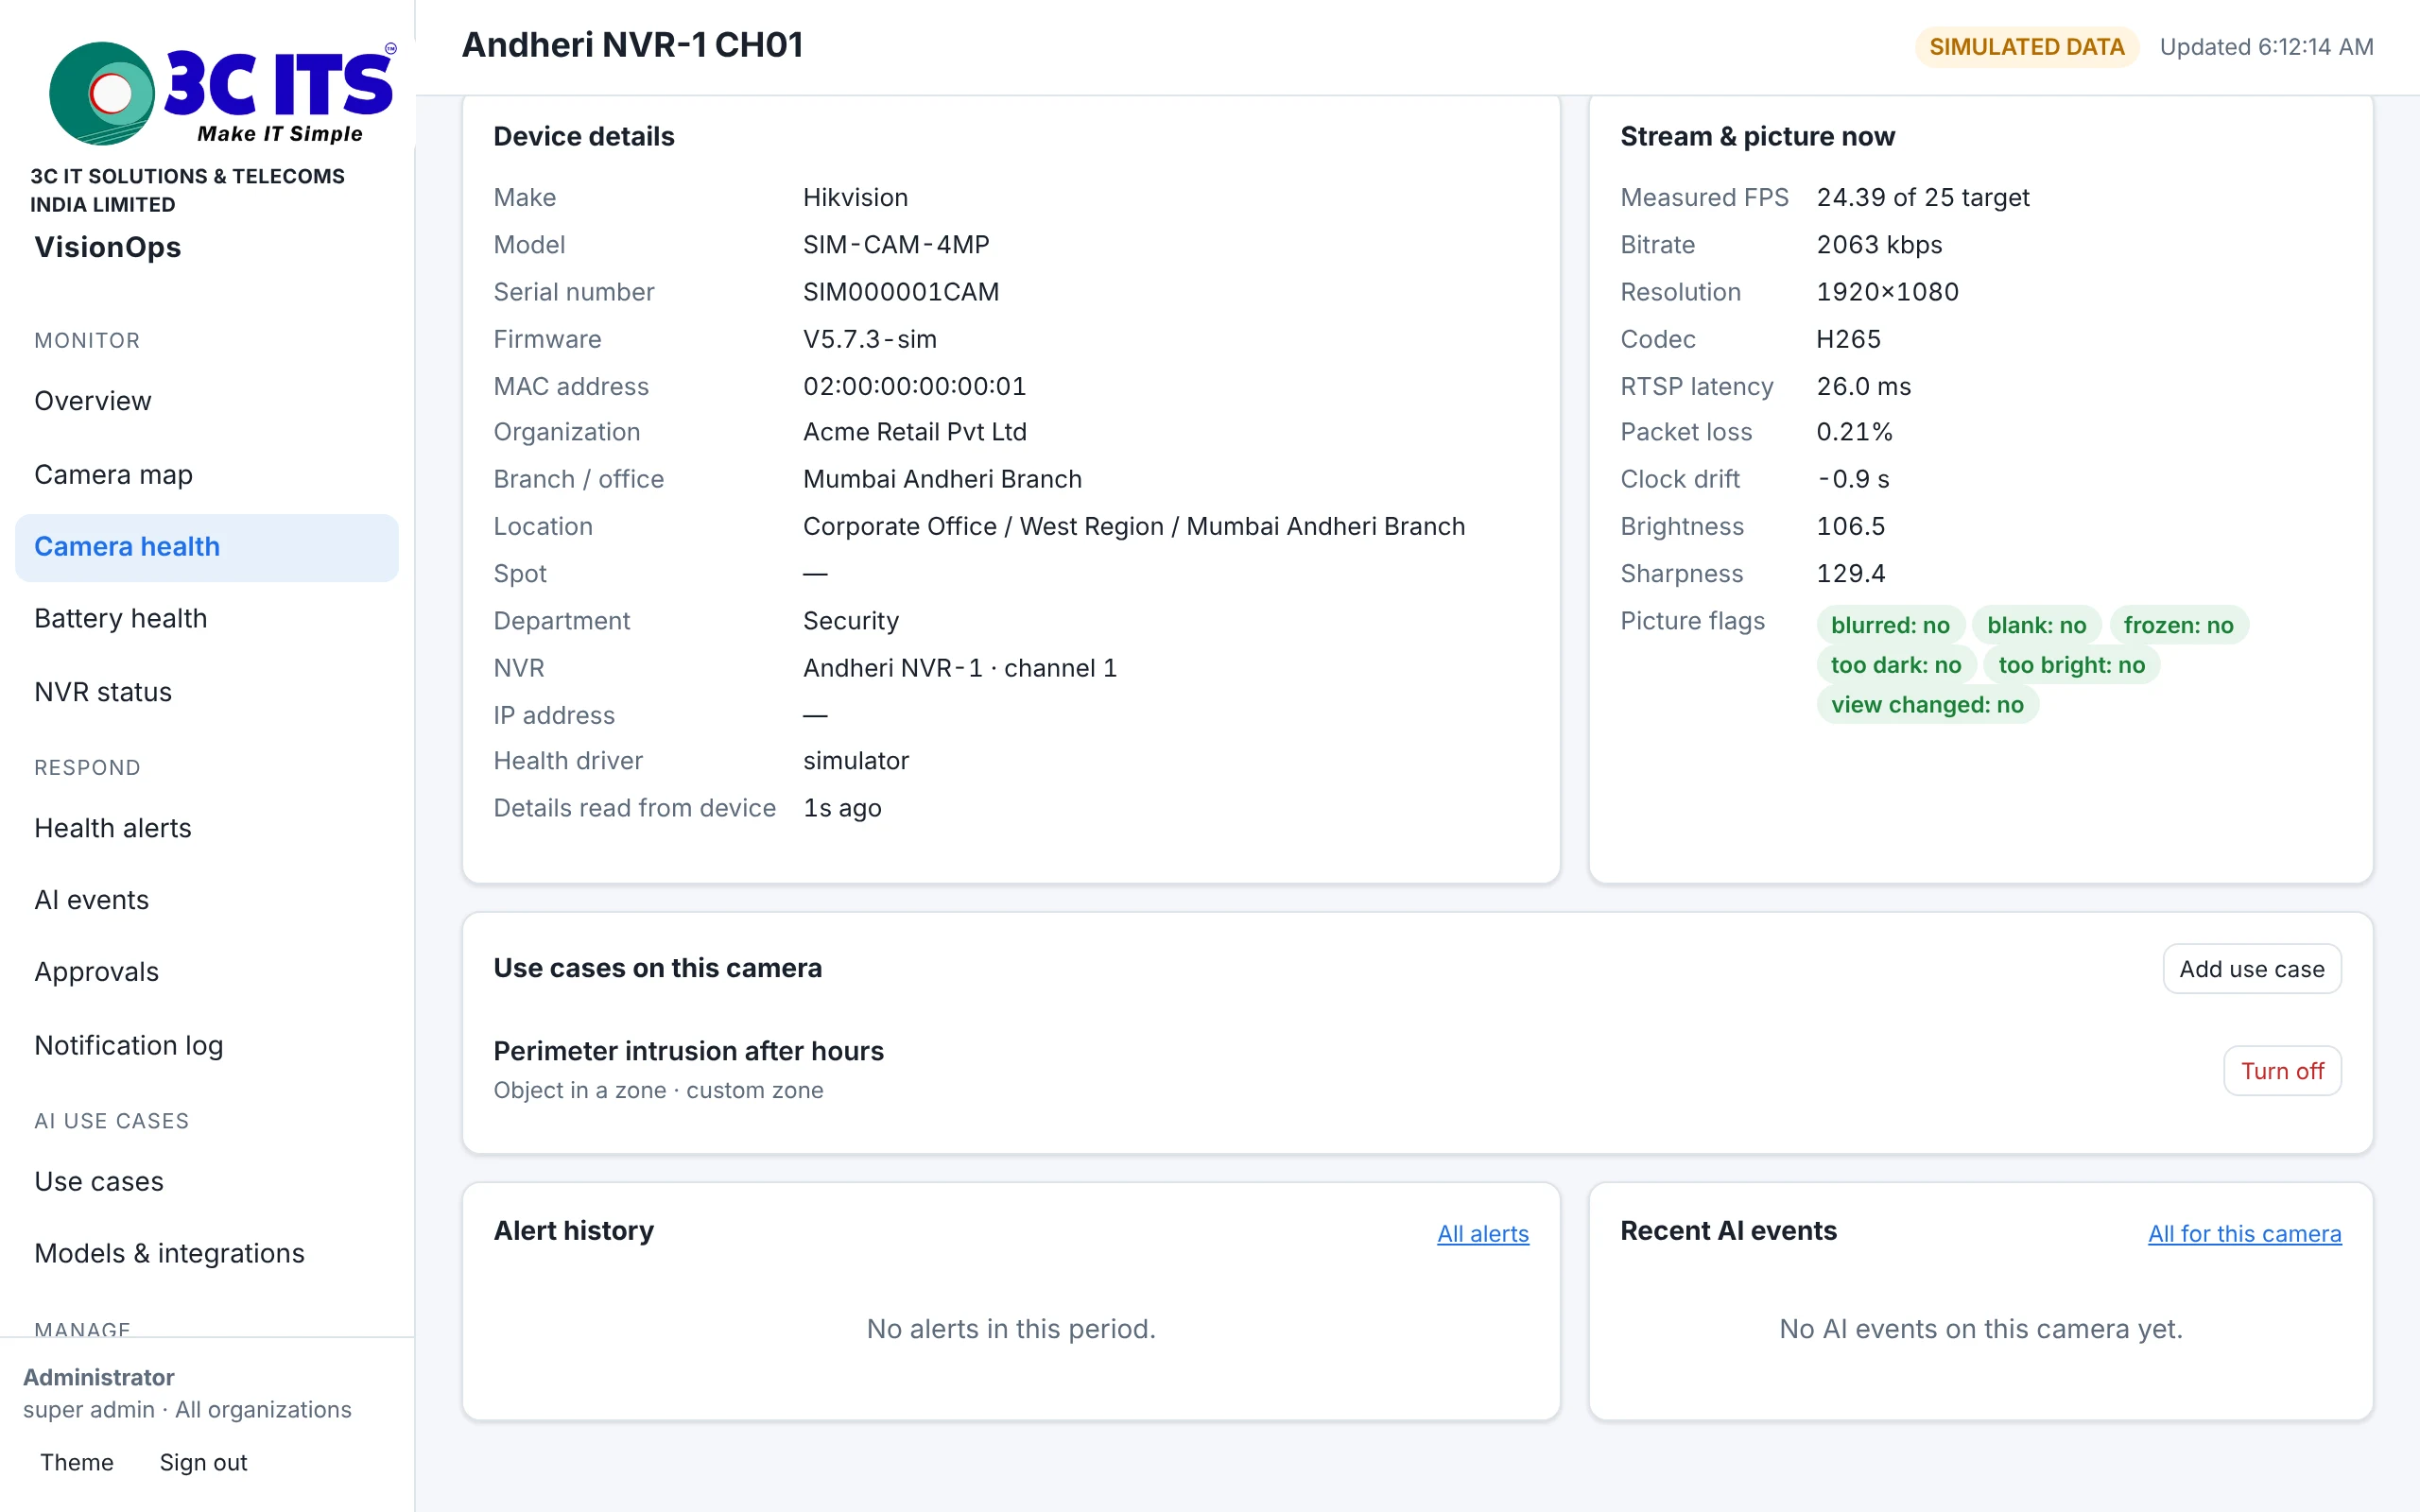 3C ITS
TM
Make IT Simple
3C IT SOLUTIONS & TELECOMS
INDIA LIMITED
VisionOps
MONITOR
Overview
Camera map
Camera health
Battery health
NVR status
RESPOND
Health alerts
AI events
Approvals
Notification log
AI USE CASES
Use cases
Models & integrations
MANAGE
Administrator
super admin · All organizations
Theme Sign out
Andheri NVR-1 CH01
SIMULATED DATA Updated 6:12:14 AM
Device details
Make Hikvision
Model SIM-CAM-4MP
Serial number SIM000001CAM
Firmware V5.7.3-sim
MAC address 02:00:00:00:00:01
Organization Acme Retail Pvt Ltd
Branch / office Mumbai Andheri Branch
Location Corporate Office / West Region / Mumbai Andheri Branch
Spot —
Department Security
NVR Andheri NVR-1 · channel 1
IP address —
Health driver simulator
Details read from device 1s ago
Stream & picture now
Measured FPS 24.39 of 25 target
Bitrate 2063 kbps
Resolution 1920×1080
Codec H265
RTSP latency 26.0 ms
Packet loss 0.21%
Clock drift -0.9 s
Brightness 106.5
Sharpness 129.4
Picture flags blurred: no blank: no frozen: no
too dark: no too bright: no
view changed: no
Use cases on this camera
Add use case
Perimeter intrusion after hours
Object in a zone · custom zone
Turn off
Alert history All alerts
No alerts in this period.
Recent AI events All for this camera
No AI events on this camera yet.